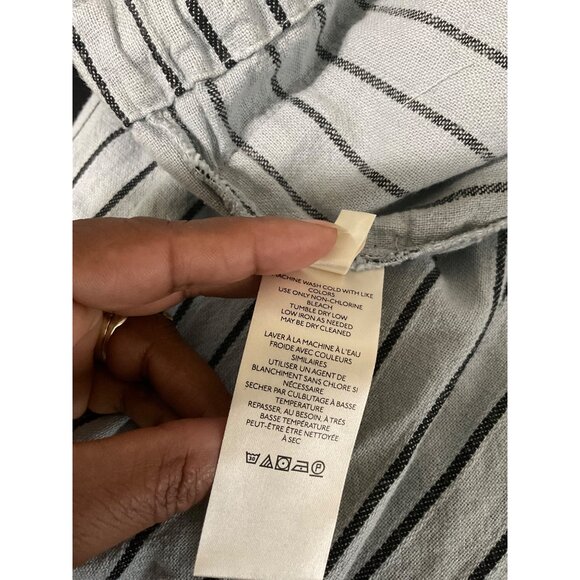 MACHINE WASH COLD WITH LIKE
COLORS
USE ONLY NON-CHLORINE
BLEACH
TUMBLE DRY LOW
LOW IRON AS NEEDED
MAY BE DRY CLEANED
LAVER À LA MACHINE À L'EAU
FROIDE AVEC COULEURS
SIMILAIRES
UTILISER UN AGENT DE
BLANCHIMENT SANS CHLORE SI
NÉCESSAIRE
SECHER PAR CULBUTAGE À BASSE
TEMPERATURE
REPASSER, AU BESOIN, À TRÈS
BASSE TEMPÉRATURE
PEUT-ÊTRE ÊTRE NETTOYÉE
À SEC
30 P